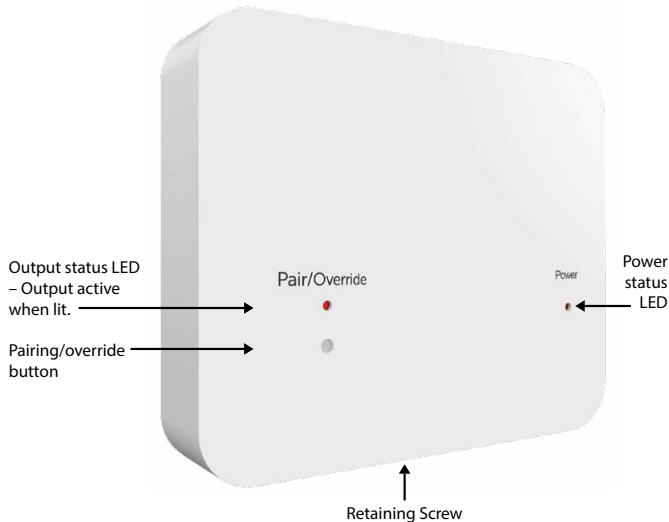 Output status LED
– Output active
when lit.
Pairing/override
button
Pair/Override
Power
Power
status
LED
Retaining Screw